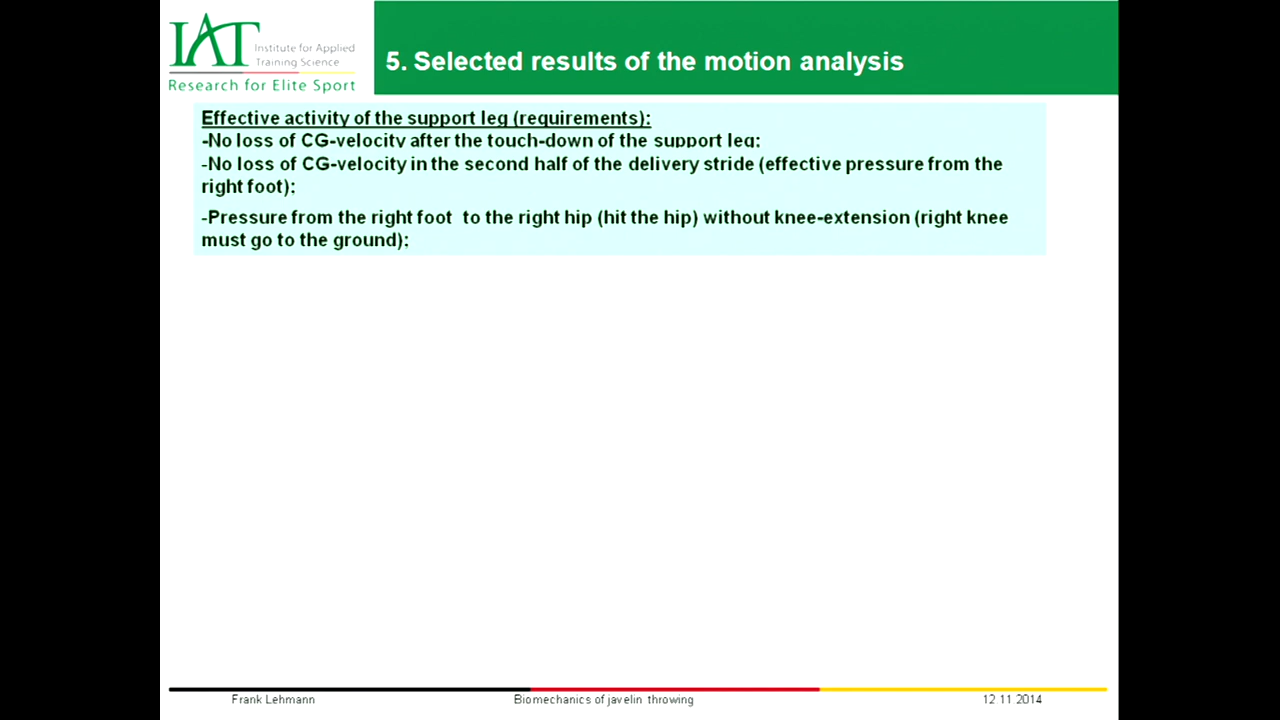 IAT
Institute for Applied
Training Science
Research for Elite Sport
5. Selected results of the motion analysis
Effective activity of the support leg (requirements):
-No loss of CG-velocity after the touch-down of the support leg:
-No loss of CG-velocity in the second half of the delivery stride (effective pressure from the
right foot):
-Pressure from the right foot to the right hip (hit the hip) without knee-extension (right knee
must go to the ground);
Frank Lehmann
Biomechanics of javelin throwing
12.11.2014